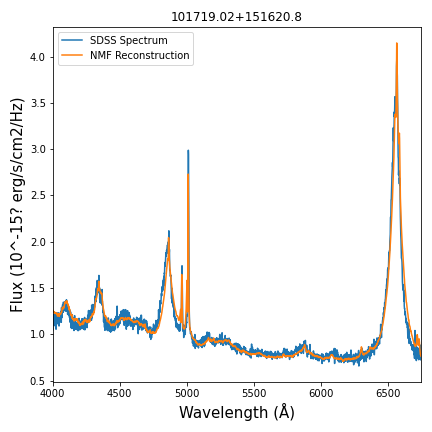 101719.02+151620.8
SDSS Spectrum
NMF Reconstruction
4.0
3.5
3.0
2.5
2.0
1.5
1.0
0.5
Flux (10^-15? erg/s/cm2/Hz)
4000 4500 5000 5500 6000 6500
Wavelength (Å)